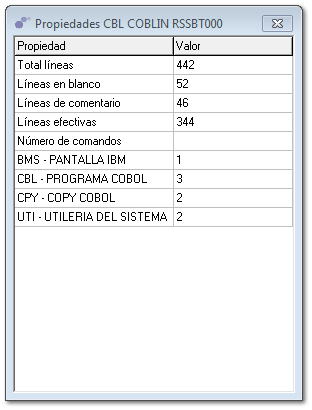 Propiedades CBL COBLIN RSSBT000
Propiedad Valor
Total líneas 442
Líneas en blanco 52
Líneas de comentario 46
Líneas efectivas 344
Número de comandos
BMS - PANTALLA IBM 1
CBL - PROGRAMA COBOL 3
CPY - COPY COBOL 2
UTI - UTILERIA DEL SISTEMA 2